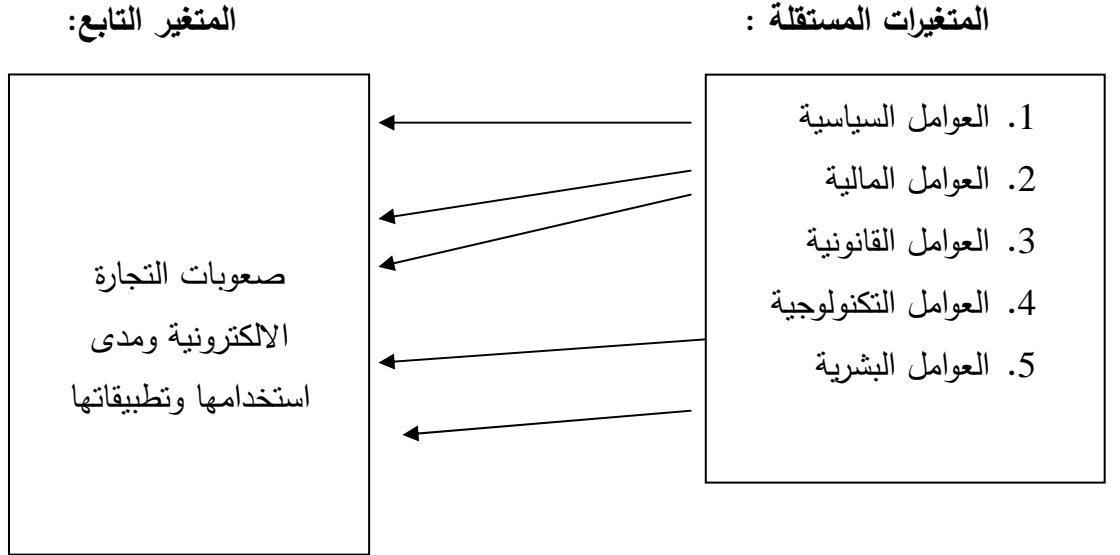 المتغيرات المستقلة :
المتغير التابع:
1. العوامل السياسية
2. العوامل المالية
3. العوامل القانونية
4. العوامل التكنولوجية
5. العوامل البشرية
صعوبات التجارة
الالكترونية ومدى
استخدامها وتطبيقاتها